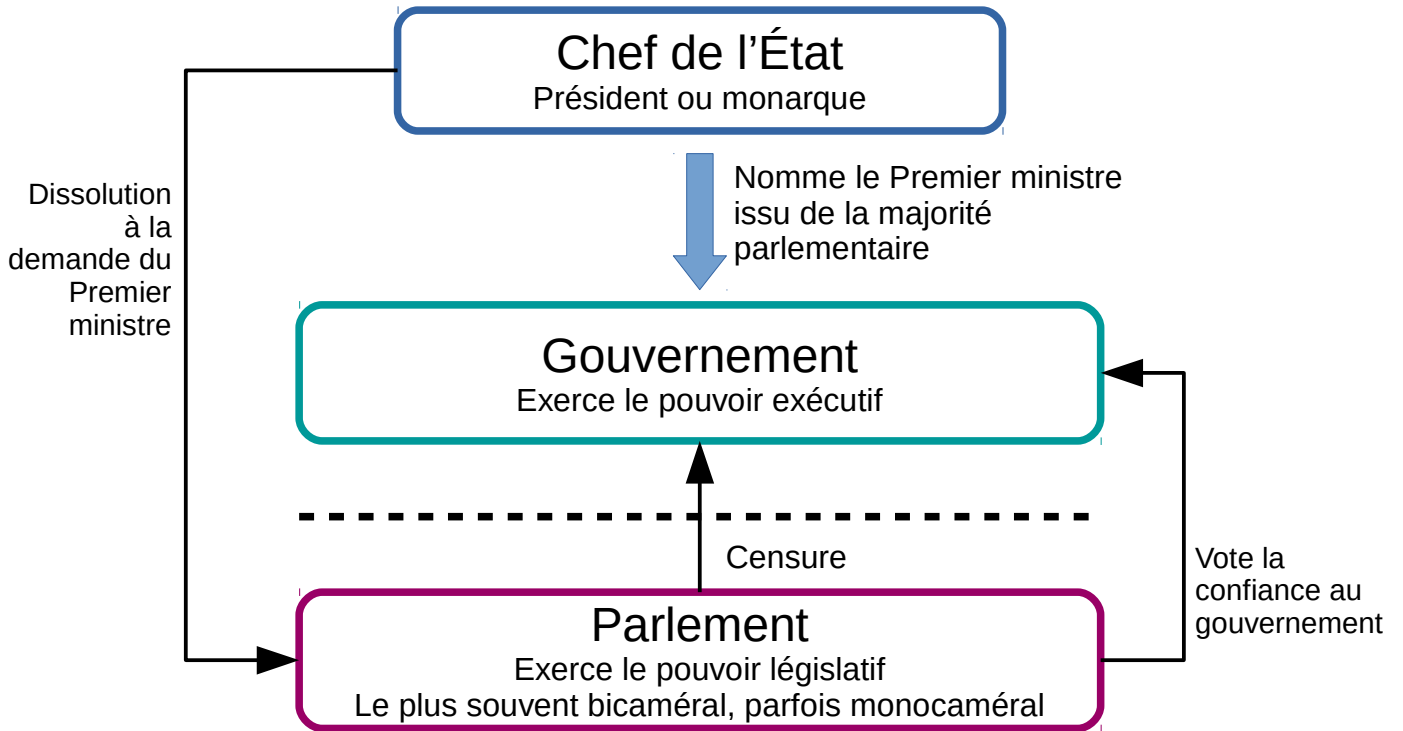 Chef de l’État
Président ou monarque
Nomme le Premier ministre
issu de la majorité
parlementaire
Dissolution
à la
demande du
Premier
ministre
Gouvernement
Exerce le pouvoir exécutif
Censure
Vote la
confiance au
gouvernement
Parlement
Exerce le pouvoir législatif
Le plus souvent bicaméral, parfois monocaméral